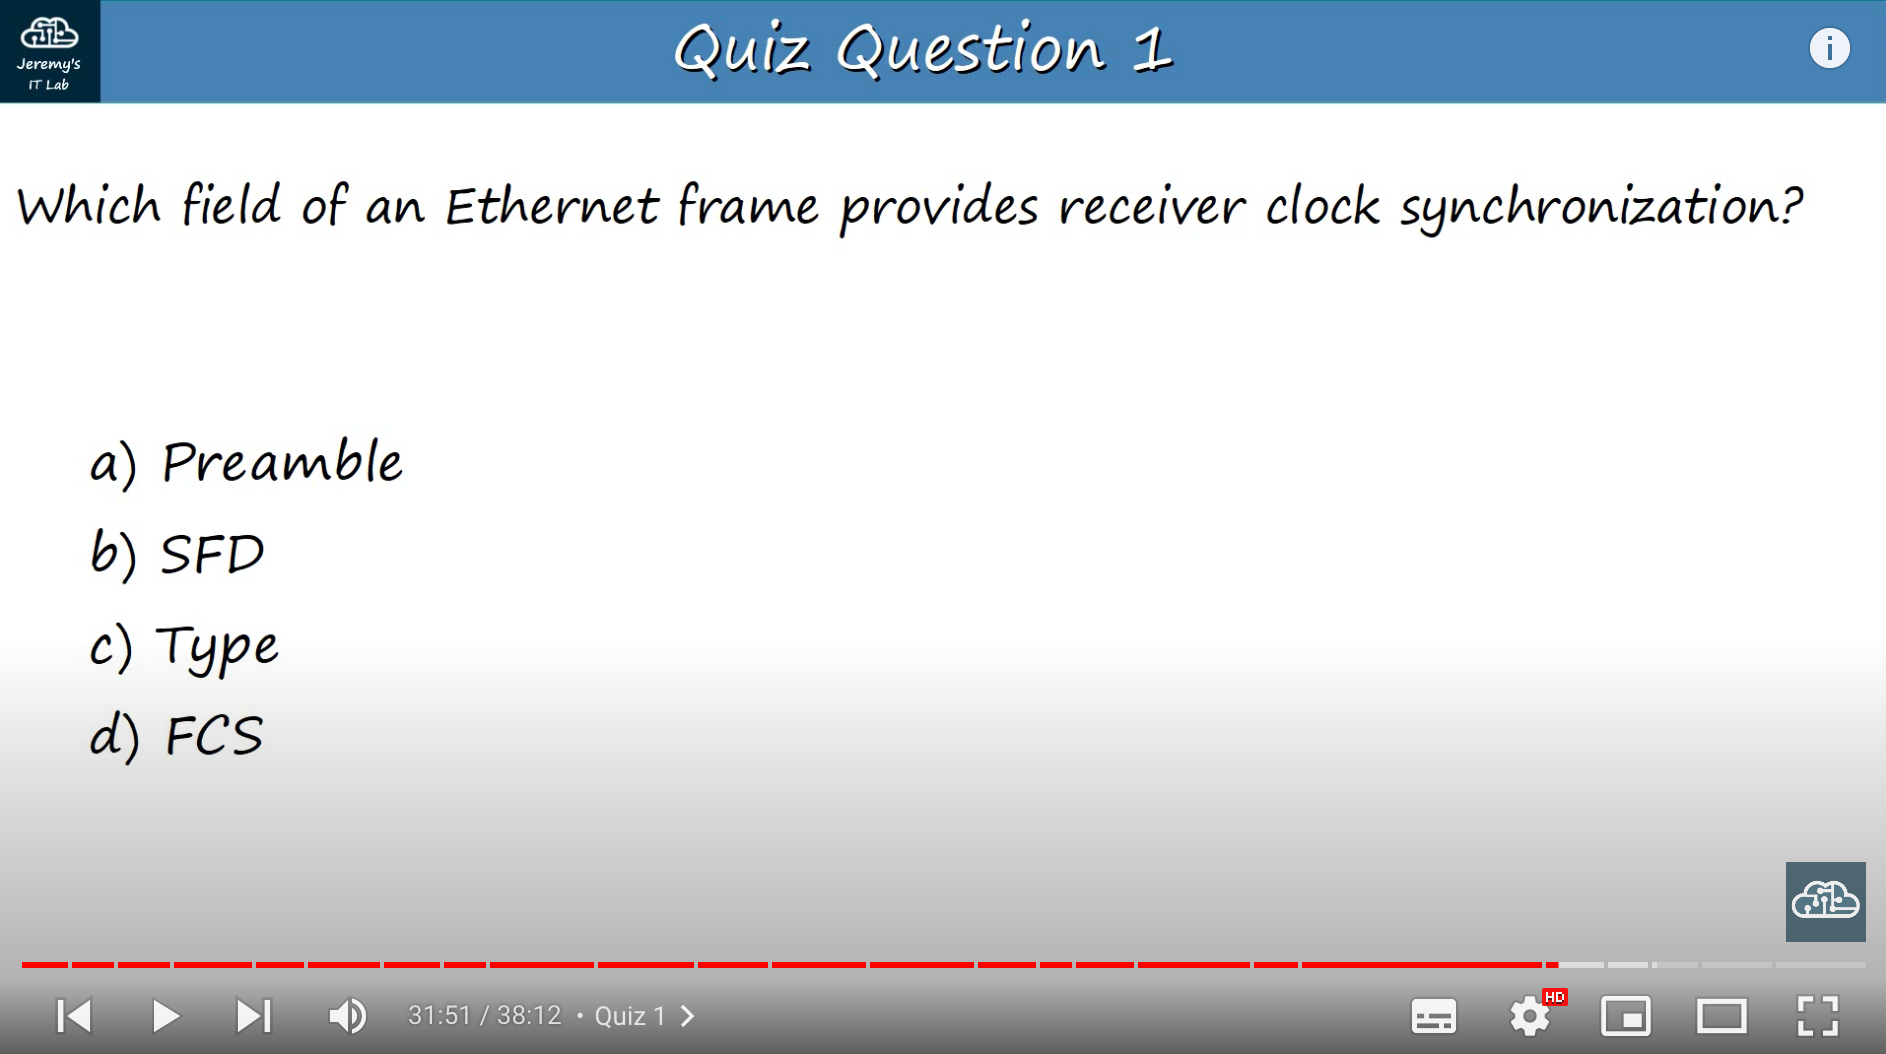 Jeremy's
IT Lab
Quiz Question 1
i
Which field of an Ethernet frame provides receiver clock synchronization?
a) Preamble
b) SFD
c) Type
d) FCS
31:51 / 38:12 • Quiz 1 >
HD